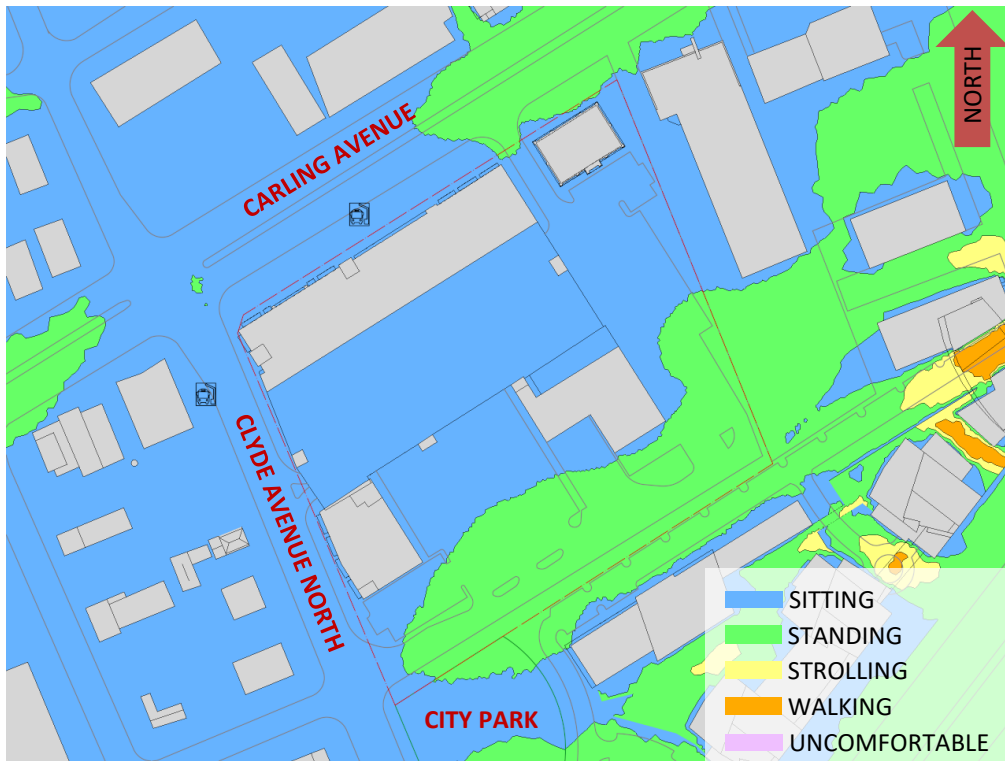 NORTH
CARLING AVENUE
CLYDE AVENUE NORTH
CITY PARK
SITTING
STANDING
STROLLING
WALKING
UNCOMFORTABLE